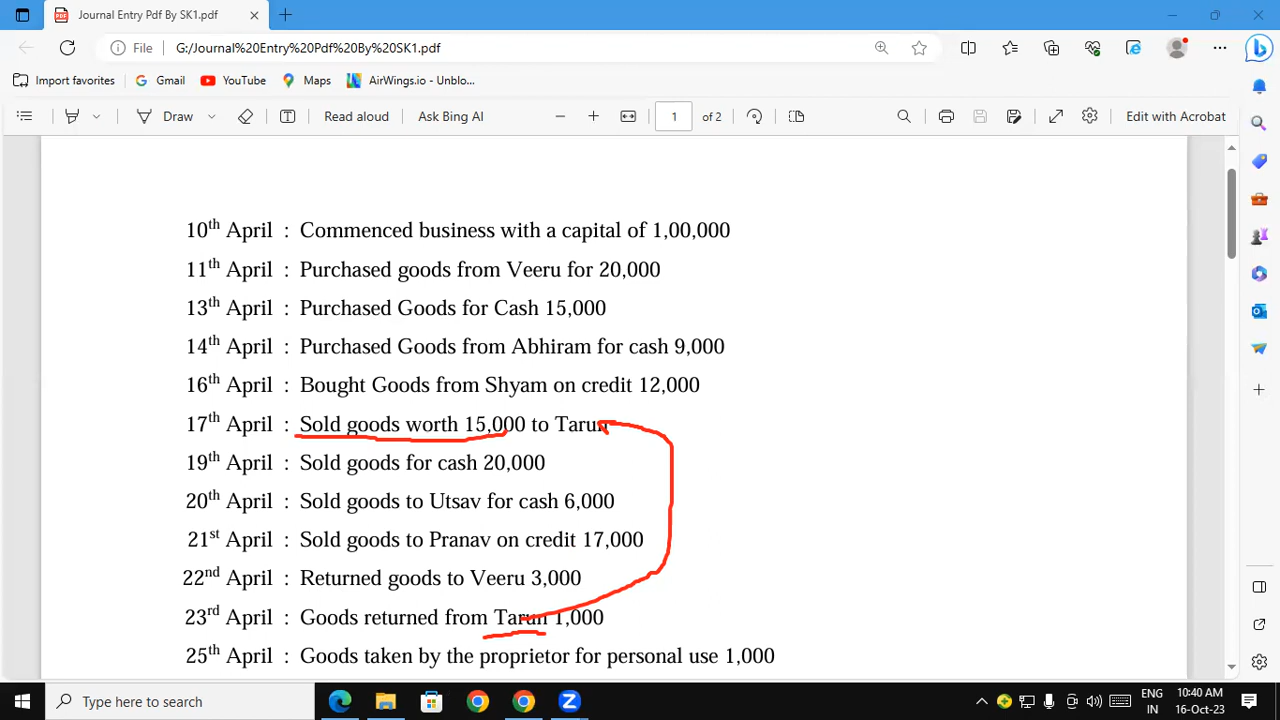 Journal Entry Pdf By SK1.pdf
File G:/Journal%20Entry%20Pdf%20By%20SK1.pdf
Import favorites Gmail YouTube Maps AirWings.io - Unblo...
Draw Read aloud 1 of 2 Ask Bing AI Edit with Acrobat
10th April : Commenced business with a capital of 1,00,000
11th April : Purchased goods from Veeru for 20,000
13th April : Purchased Goods for Cash 15,000
14th April : Purchased Goods from Abhiram for cash 9,000
16th April : Bought Goods from Shyam on credit 12,000
17th April : Sold goods worth 15,000 to Tarun
19th April : Sold goods for cash 20,000
20th April : Sold goods to Utsav for cash 6,000
21st April : Sold goods to Pranav on credit 17,000
22nd April : Returned goods to Veeru 3,000
23rd April : Goods returned from Tarun 1,000
25th April : Goods taken by the proprietor for personal use 1,000
Type here to search
ENG
IN
10:40 AM
16-Oct-23